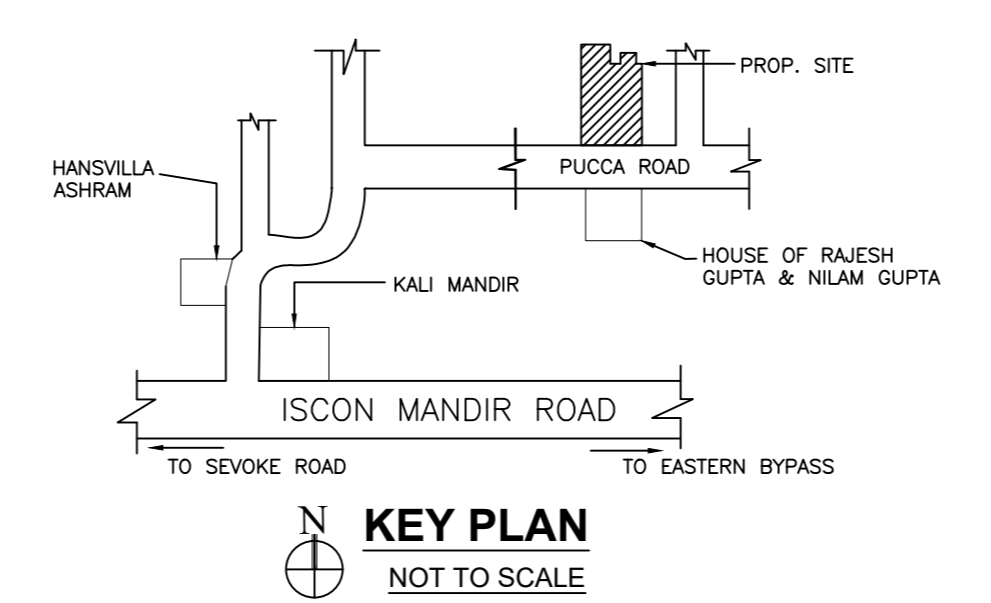 PROP. SITE
HANSVILLA
ASHRAM
PUCCA ROAD
HOUSE OF RAJESH
GUPTA & NILAM GUPTA
KALI MANDIR
ISCON MANDIR ROAD
TO SEVOKE ROAD
TO EASTERN BYPASS
N
KEY PLAN
NOT TO SCALE